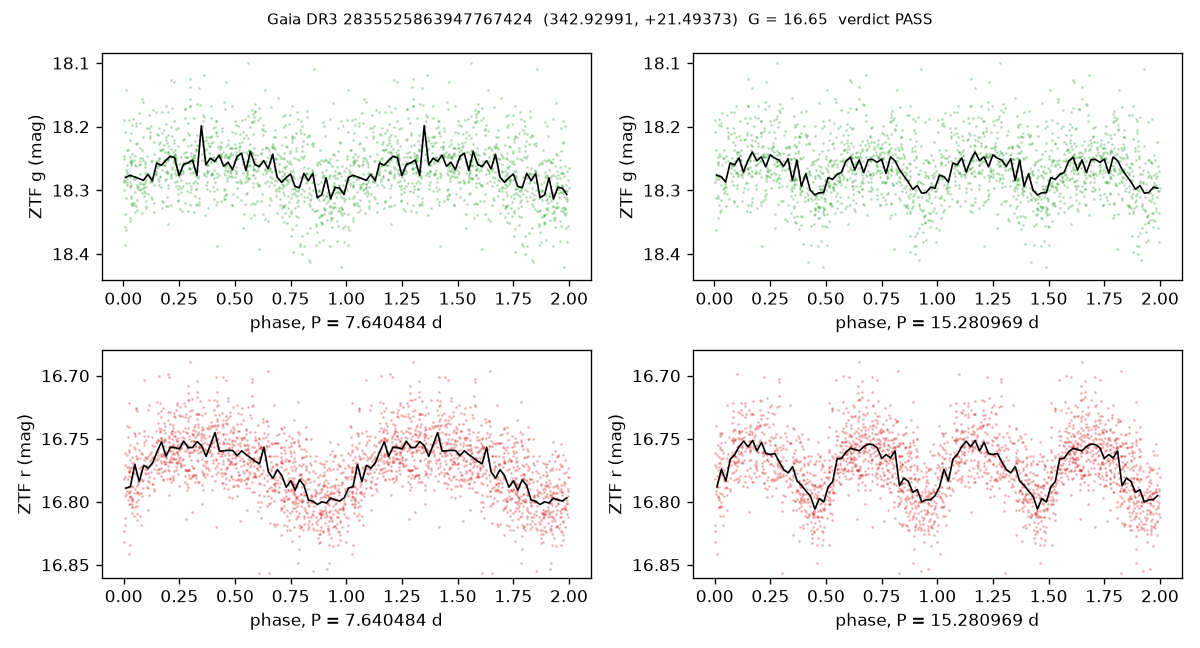 Gaia DR3 2835525863947767424 (342.92991, +21.49373) G = 16.65 verdict PASS
18.1
18.2
18.3
18.4
ZTF g (mag)
0.00 0.25 0.50 0.75 1.00 1.25 1.50 1.75 2.00
phase, P = 7.640484 d
18.1
18.2
18.3
18.4
ZTF g (mag)
0.00 0.25 0.50 0.75 1.00 1.25 1.50 1.75 2.00
phase, P = 15.280969 d
16.70
16.75
16.80
16.85
ZTF r (mag)
0.00 0.25 0.50 0.75 1.00 1.25 1.50 1.75 2.00
phase, P = 7.640484 d
16.70
16.75
16.80
16.85
ZTF r (mag)
0.00 0.25 0.50 0.75 1.00 1.25 1.50 1.75 2.00
phase, P = 15.280969 d